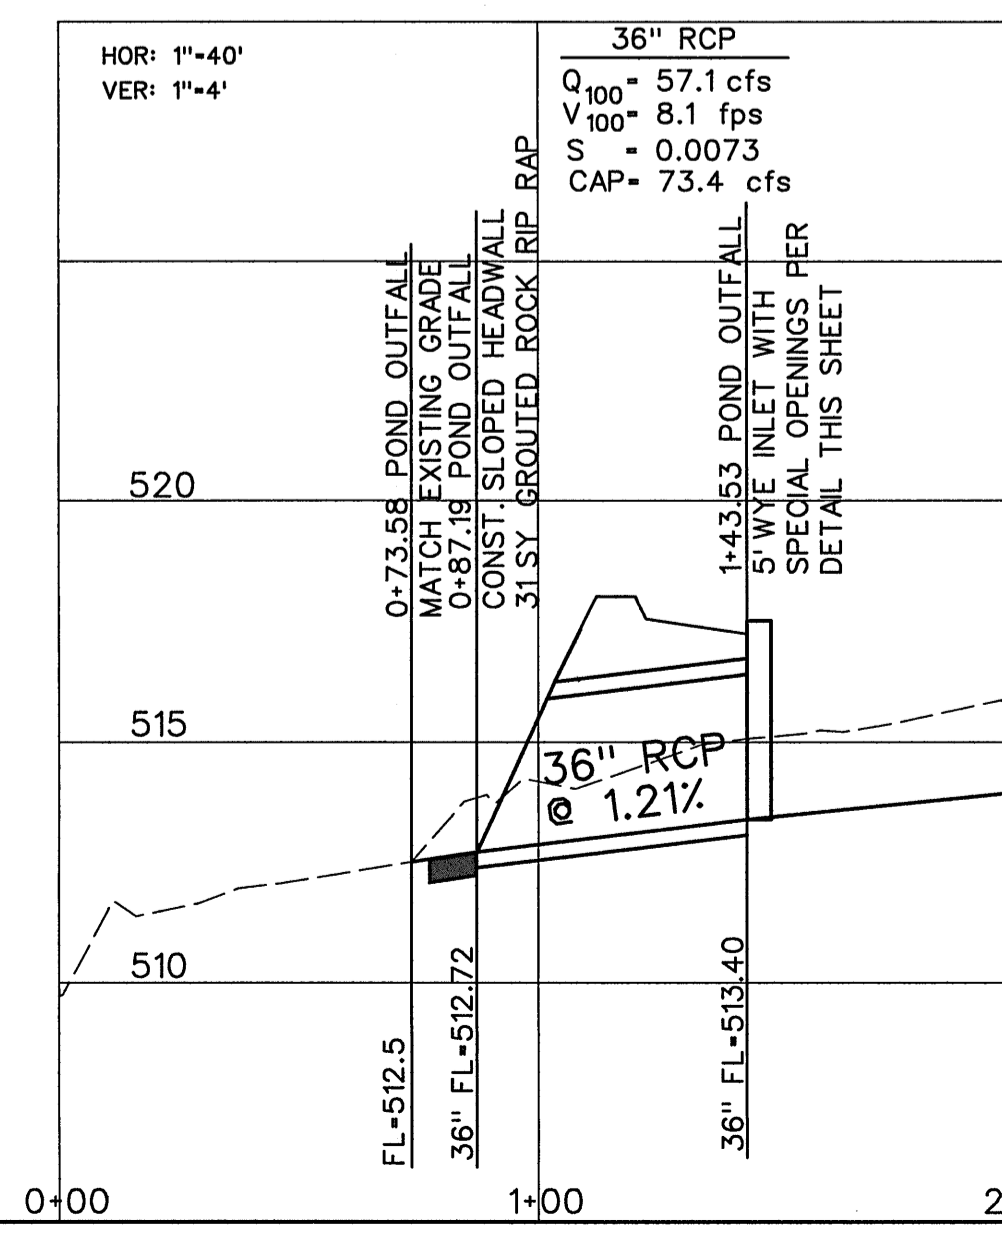 HOR: 1"=40'
VER: 1"=4'
36" RCP
Q100= 57.1 cfs
V100= 8.1 fps
S = 0.0073
CAP= 73.4 cfs
0+73.58 POND OUTFALL
MATCH EXISTING GRADE
0+87.19 POND OUTFALL
CONST. SLOPED HEADWALL
31 SY GROUTED ROCK RIP RAP
1+43.53 POND OUTFALL
5' WYE INLET WITH
SPECIAL OPENINGS PER
DETAIL THIS SHEET
520
515
510
36" RCP
@ 1.21%
FL=512.5
36" FL=512.72
36" FL=513.40
0+00
1+00
2